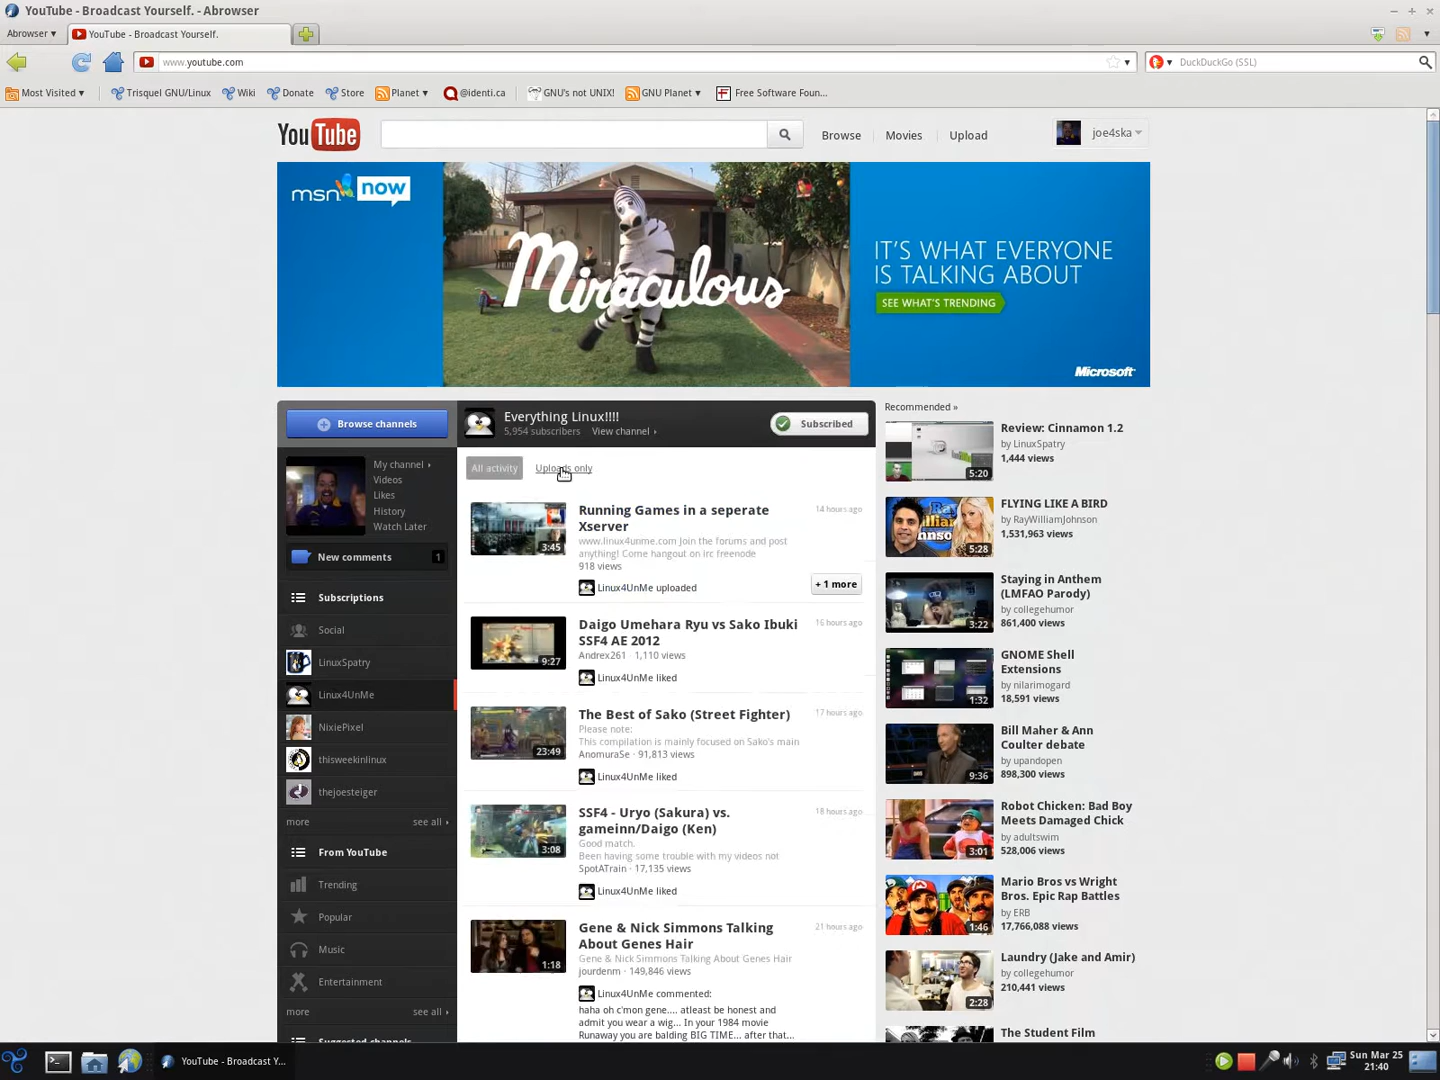 YouTube - Broadcast Yourself. - Abrowser
Abrowser
YouTube - Broadcast Yourself.
www.youtube.com
DuckDuckGo (SSL)
Most Visited
Trisquel GNU/Linux
Wiki
Donate
Store
Planet
@identi.ca
GNU's not UNIX!
GNU Planet
Free Software Foun...
YouTube
Browse
Movies
Upload
joe4ska
msn now
Miraculous
IT'S WHAT EVERYONE
IS TALKING ABOUT
SEE WHAT'S TRENDING
Microsoft
Browse channels
My channel
Videos
Likes
History
Watch Later
New comments 1
Subscriptions
Social
LinuxSpatry
Linux4UnMe
NixiePixel
thisweekinlinux
thejoesteiger
more see all
From YouTube
Trending
Popular
Music
Entertainment
more see all
Suggested channels
Everything Linux!!!!
5,954 subscribers View channel
Subscribed
All activity Uploads only
Running Games in a seperate
Xserver
14 hours ago
www.linux4unme.com Join the forums and post
anything! Come hangout on irc freenode
918 views
3:45
Linux4UnMe uploaded
+ 1 more
Daigo Umehara Ryu vs Sako Ibuki
SSF4 AE 2012
16 hours ago
Andrex261 · 1,110 views
9:27
Linux4UnMe liked
The Best of Sako (Street Fighter)
17 hours ago
Please note:
This compilation is mainly focused on Sako's main
AnomuraSe · 91,813 views
23:49
Linux4UnMe liked
SSF4 - Uryo (Sakura) vs.
gameinn/Daigo (Ken)
18 hours ago
Good match.
Been having some trouble with my videos not
SpotATrain · 17,135 views
3:08
Linux4UnMe liked
Gene & Nick Simmons Talking
About Genes Hair
21 hours ago
Gene & Nick Simmons Talking About Genes Hair
jourdenm · 149,846 views
1:18
Linux4UnMe commented:
haha oh c'mon gene.... atleast be honest and
admit you wear a wig... In your 1984 movie
Runaway you are balding BIG TIME... after that...
Recommended »
Review: Cinnamon 1.2
by LinuxSpatry
1,444 views
5:20
FLYING LIKE A BIRD
by RayWilliamJohnson
1,531,963 views
5:28
Staying in Anthem
(LMFAO Parody)
by collegehumor
861,400 views
3:22
GNOME Shell
Extensions
by nilarimogard
18,591 views
1:32
Bill Maher & Ann
Coulter debate
by upandopen
898,300 views
9:36
Robot Chicken: Bad Boy
Meets Damaged Chick
by adultswim
528,006 views
3:01
Mario Bros vs Wright
Bros. Epic Rap Battles
by ERB
17,766,088 views
1:46
Laundry (Jake and Amir)
by collegehumor
210,441 views
2:28
The Student Film
YouTube - Broadcast Y...
Sun Mar 25
21:40